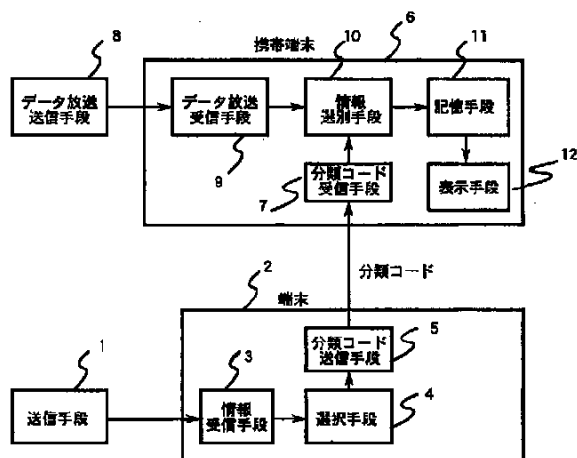 8
6
携帯端末
10
11
データ放送
送信手段
データ放送
受信手段
情報
選別手段
記憶手段
9
7
分類コード
受信手段
表示手段
12
分類コード
2
端末
5
分類コード
送信手段
1
3
送信手段
情報
受信手段
選択手段
4